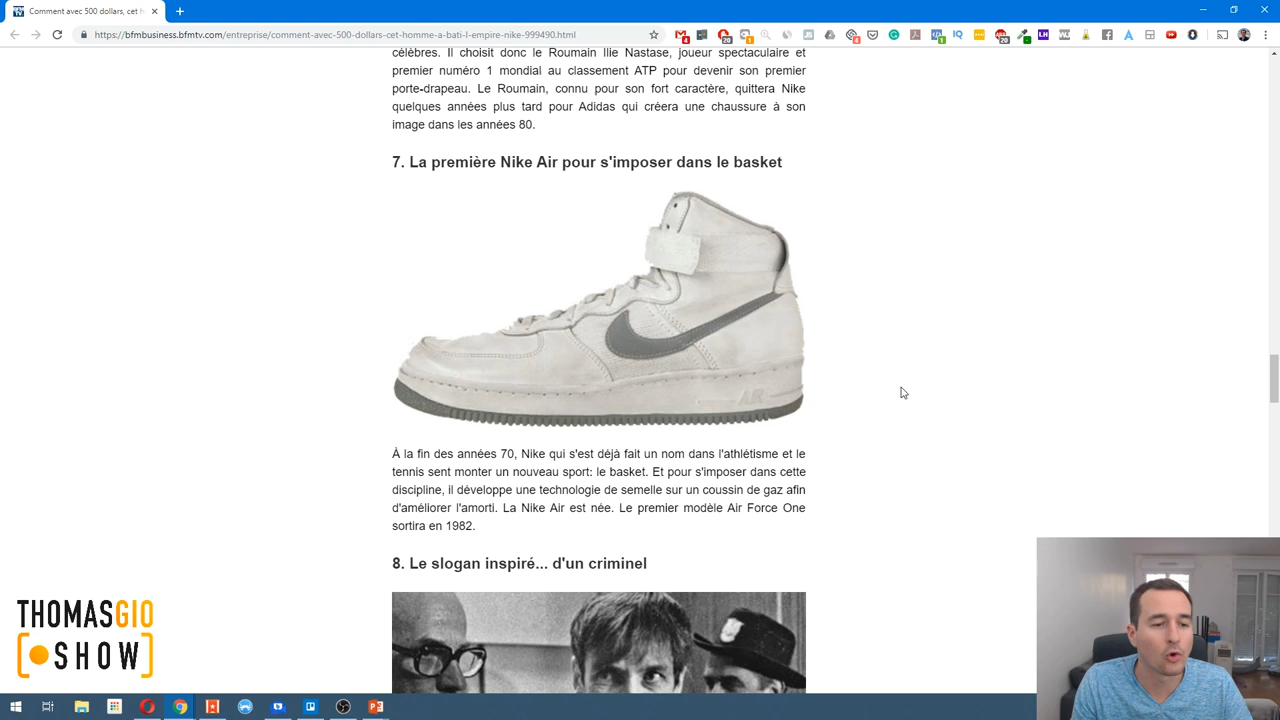 Comment avec 500 dollars, cet h
https://bfmbusiness.bfmtv.com/entreprise/comment-avec-500-dollars-cet-homme-a-bati-l-empire-nike-999490.html
célèbres. Il choisit donc le Roumain Ilie Nastase, joueur spectaculaire et
premier numéro 1 mondial au classement ATP pour devenir son premier
porte-drapeau. Le Roumain, connu pour son fort caractère, quittera Nike
quelques années plus tard pour Adidas qui créera une chaussure à son
image dans les années 80.
7. La première Nike Air pour s'imposer dans le basket
AIR
À la fin des années 70, Nike qui s'est déjà fait un nom dans l'athlétisme et le
tennis sent monter un nouveau sport: le basket. Et pour s'imposer dans cette
discipline, il développe une technologie de semelle sur un coussin de gaz afin
d'améliorer l'amorti. La Nike Air est née. Le premier modèle Air Force One
sortira en 1982.
8. Le slogan inspiré... d'un criminel
THOMASGIO
[SHOW]